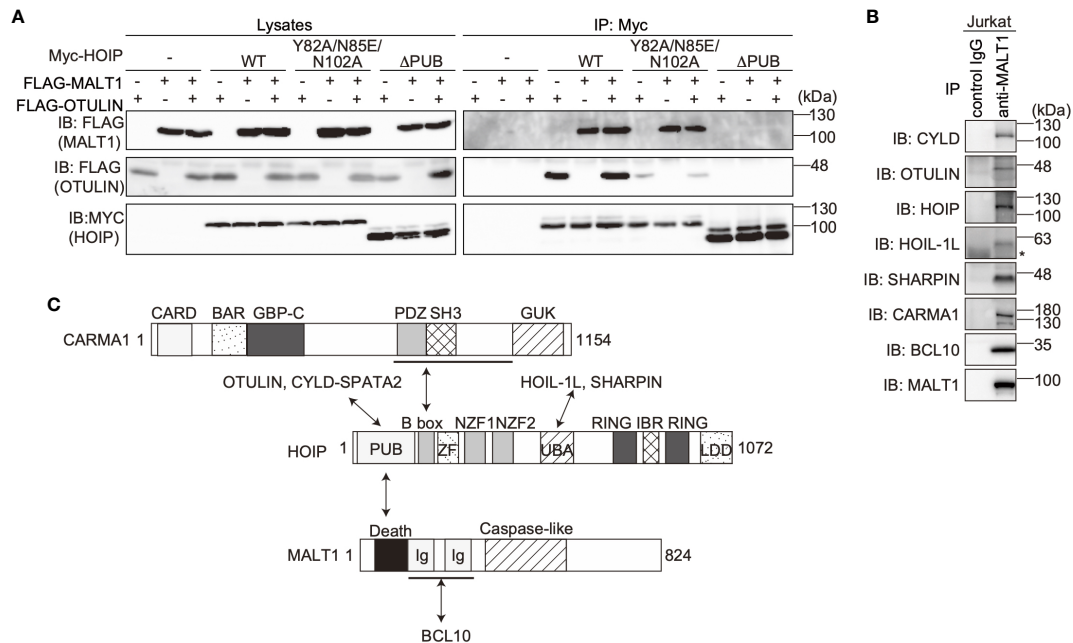 A
Lysates
IP: Myc
Myc-HOIP
-
WT
Y82A/N85E/
N102A
ΔPUB
-
WT
Y82A/N85E/
N102A
ΔPUB
FLAG-MALT1
- + + - + + - + + - + +
- + + - + + - + + - + +
FLAG-OTULIN
+ - + + - + + - + + - +
+ - + + - + + - + + - +
(kDa)
IB: FLAG
(MALT1)
130
100
IB: FLAG
(OTULIN)
48
IB:MYC
(HOIP)
130
100
B
Jurkat
IP
control IgG
anti-MALT1
(kDa)
IB: CYLD
130
100
IB: OTULIN
48
IB: HOIP
130
100
IB: HOIL-1L
63
*
IB: SHARPIN
48
IB: CARMA1
180
130
IB: BCL10
35
IB: MALT1
100
C
CARD BAR GBP-C PDZ SH3 GUK
CARMA1 1 1154
OTULIN, CYLD-SPATA2 HOIL-1L, SHARPIN
B box NZF1 NZF2 RING IBR RING
HOIP 1 PUB ZF UBA LDD 1072
Death Caspase-like
MALT1 1 Ig Ig 824
BCL10